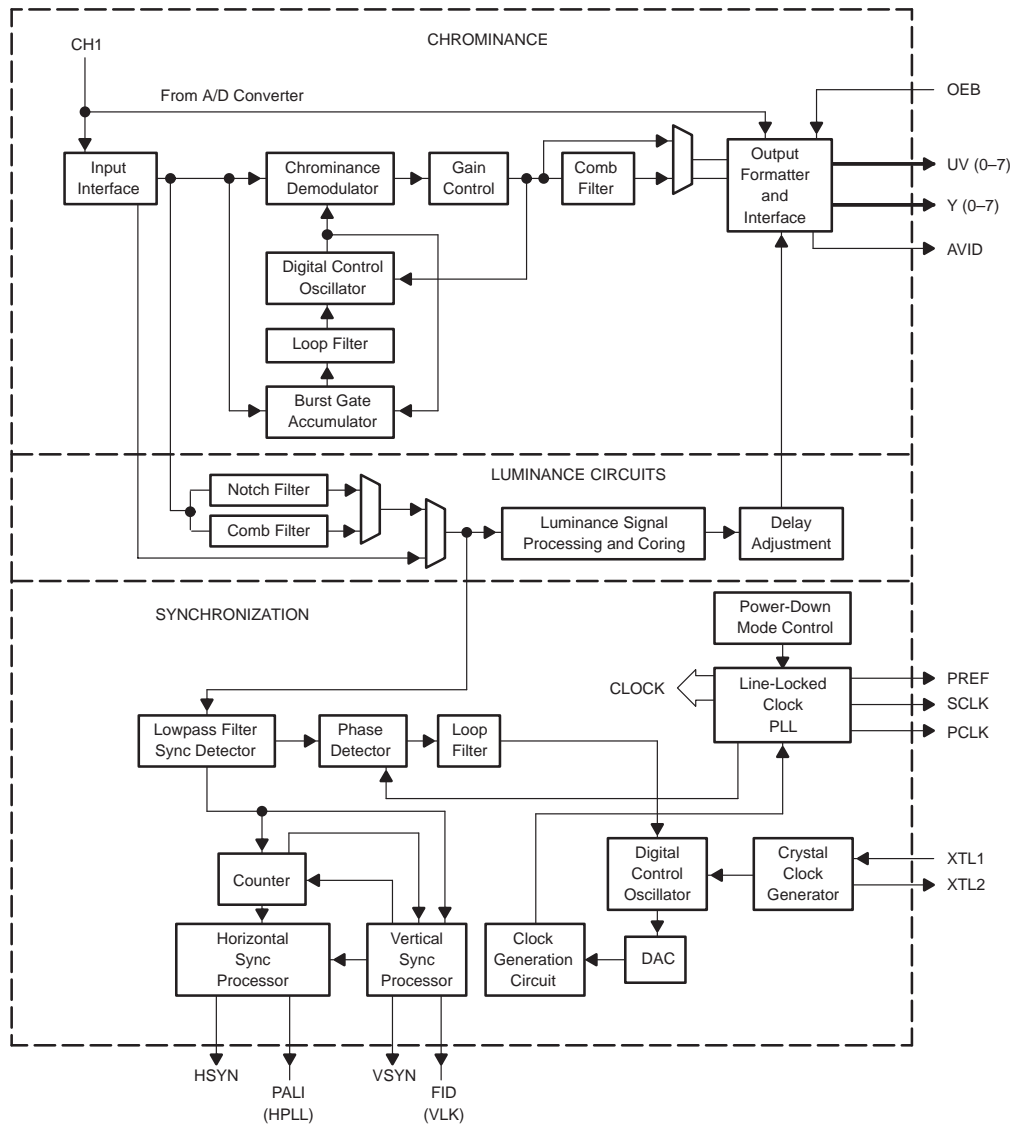 CHROMINANCE
CH1
From A/D Converter
OEB
Input
Interface
Chrominance
Demodulator
Gain
Control
Comb
Filter
Output
Formatter
and
Interface
UV (0–7)
Y (0–7)
AVID
Digital Control
Oscillator
Loop Filter
Burst Gate
Accumulator
LUMINANCE CIRCUITS
Notch Filter
Comb Filter
Luminance Signal
Processing and Coring
Delay
Adjustment
SYNCHRONIZATION
Power-Down
Mode Control
CLOCK
Line-Locked
Clock
PLL
PREF
SCLK
PCLK
Lowpass Filter
Sync Detector
Phase
Detector
Loop
Filter
Counter
Digital
Control
Oscillator
Crystal
Clock
Generator
XTL1
XTL2
Horizontal
Sync
Processor
Vertical
Sync
Processor
Clock
Generation
Circuit
DAC
HSYN
PALI
(HPLL)
VSYN
FID
(VLK)